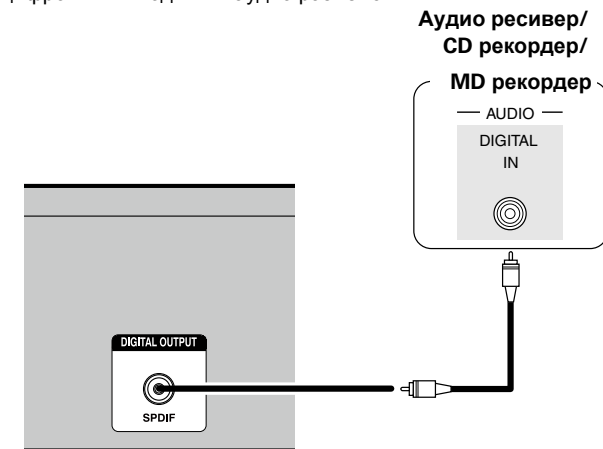 Аудио ресивер/
CD рекордер/
MD рекордер
AUDIO
DIGITAL
IN
DIGITAL OUTPUT
SPDIF